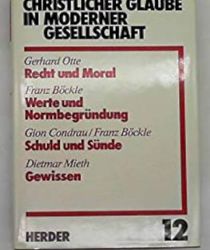 CHRISTLICHER GLAUBE
IN MODERNER
GESELLSCHAFT
Gerhard Otte
Recht und Moral
Franz Böckle
Werte und
Normbegründung
Gion Condrau/Franz Böckle
Schuld und Sünde
Dietmar Mieth
Gewissen
HERDER
12